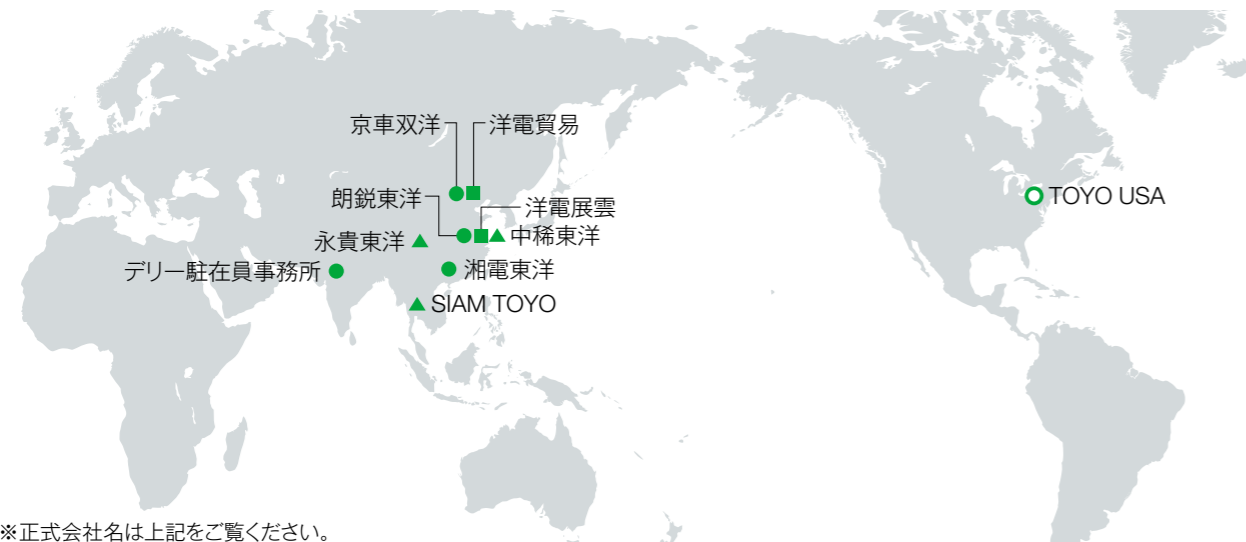 京車双洋
洋電貿易
朗鋭東洋
洋電展雲
TOYO USA
永貴東洋
中稀東洋
デリー駐在員事務所
湘電東洋
SIAM TOYO
※正式会社名は上記をご覧ください。